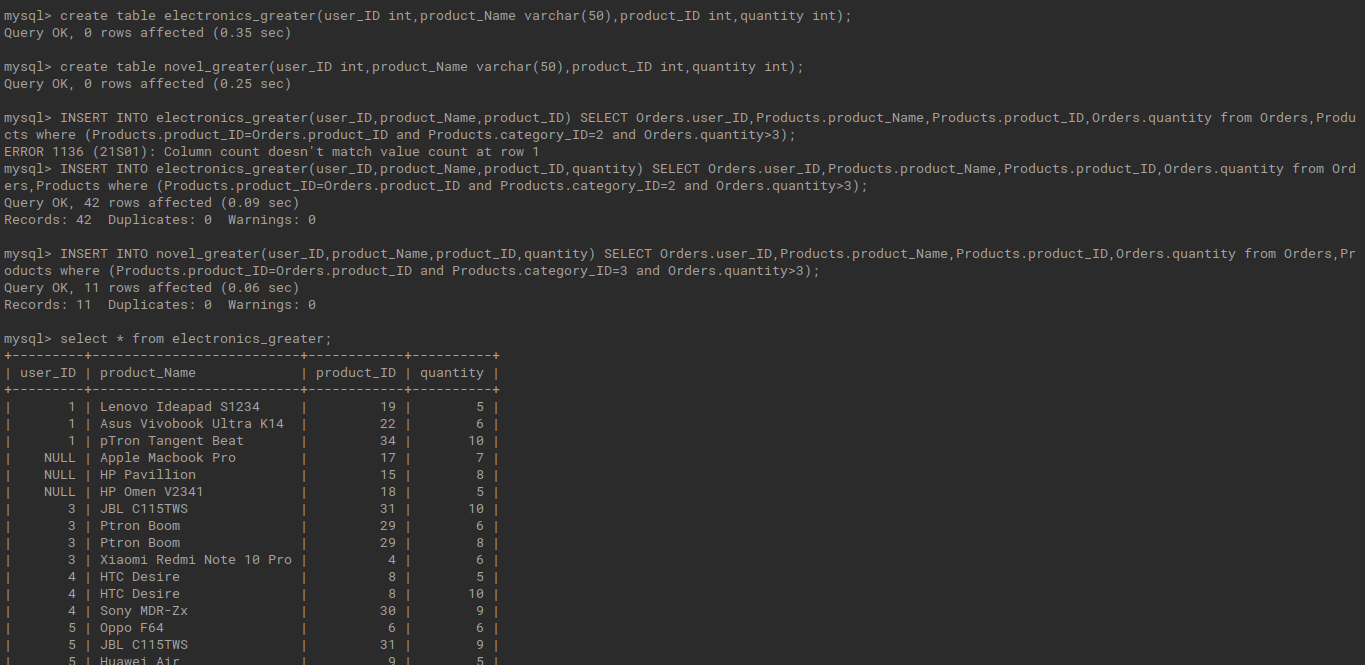 mysql> create table electronics_greater(user_ID int,product_Name varchar(50),product_ID int,quantity int);
Query OK, 0 rows affected (0.35 sec)
mysql> create table novel_greater(user_ID int,product_Name varchar(50),product_ID int,quantity int);
Query OK, 0 rows affected (0.25 sec)
mysql> INSERT INTO electronics_greater(user_ID,product_Name,product_ID) SELECT Orders.user_ID,Products.product_Name,Products.product_ID,Orders.quantity from Orders,Produ
cts where (Products.product_ID=Orders.product_ID and Products.category_ID=2 and Orders.quantity>3);
ERROR 1136 (21S01): Column count doesn't match value count at row 1
mysql> INSERT INTO electronics_greater(user_ID,product_Name,product_ID,quantity) SELECT Orders.user_ID,Products.product_Name,Products.product_ID,Orders.quantity from Ord
ers,Products where (Products.product_ID=Orders.product_ID and Products.category_ID=2 and Orders.quantity>3);
Query OK, 42 rows affected (0.09 sec)
Records: 42  Duplicates: 0  Warnings: 0
mysql> INSERT INTO novel_greater(user_ID,product_Name,product_ID,quantity) SELECT Orders.user_ID,Products.product_Name,Products.product_ID,Orders.quantity from Orders,Pr
oducts where (Products.product_ID=Orders.product_ID and Products.category_ID=3 and Orders.quantity>3);
Query OK, 11 rows affected (0.06 sec)
Records: 11  Duplicates: 0  Warnings: 0
mysql> select * from electronics_greater;
+---------+--------------------------+------------+----------+
| user_ID | product_Name             | product_ID | quantity |
+---------+--------------------------+------------+----------+
|       1 | Lenovo Ideapad S1234     |         19 |        5 |
|       1 | Asus Vivobook Ultra K14  |         22 |        6 |
|       1 | pTron Tangent Beat       |         34 |       10 |
|    NULL | Apple Macbook Pro        |         17 |        7 |
|    NULL | HP Pavillion             |         15 |        8 |
|    NULL | HP Omen V2341            |         18 |        5 |
|       3 | JBL C115TWS              |         31 |       10 |
|       3 | Ptron Boom               |         29 |        6 |
|       3 | Ptron Boom               |         29 |        8 |
|       3 | Xiaomi Redmi Note 10 Pro |          4 |        6 |
|       4 | HTC Desire               |          8 |        5 |
|       4 | HTC Desire               |          8 |       10 |
|       4 | Sony MDR-Zx              |         30 |        9 |
|       5 | Oppo F64                 |          6 |        6 |
|       5 | JBL C115TWS              |         31 |        9 |
|       5 | Huawei Air               |          9 |        5 |